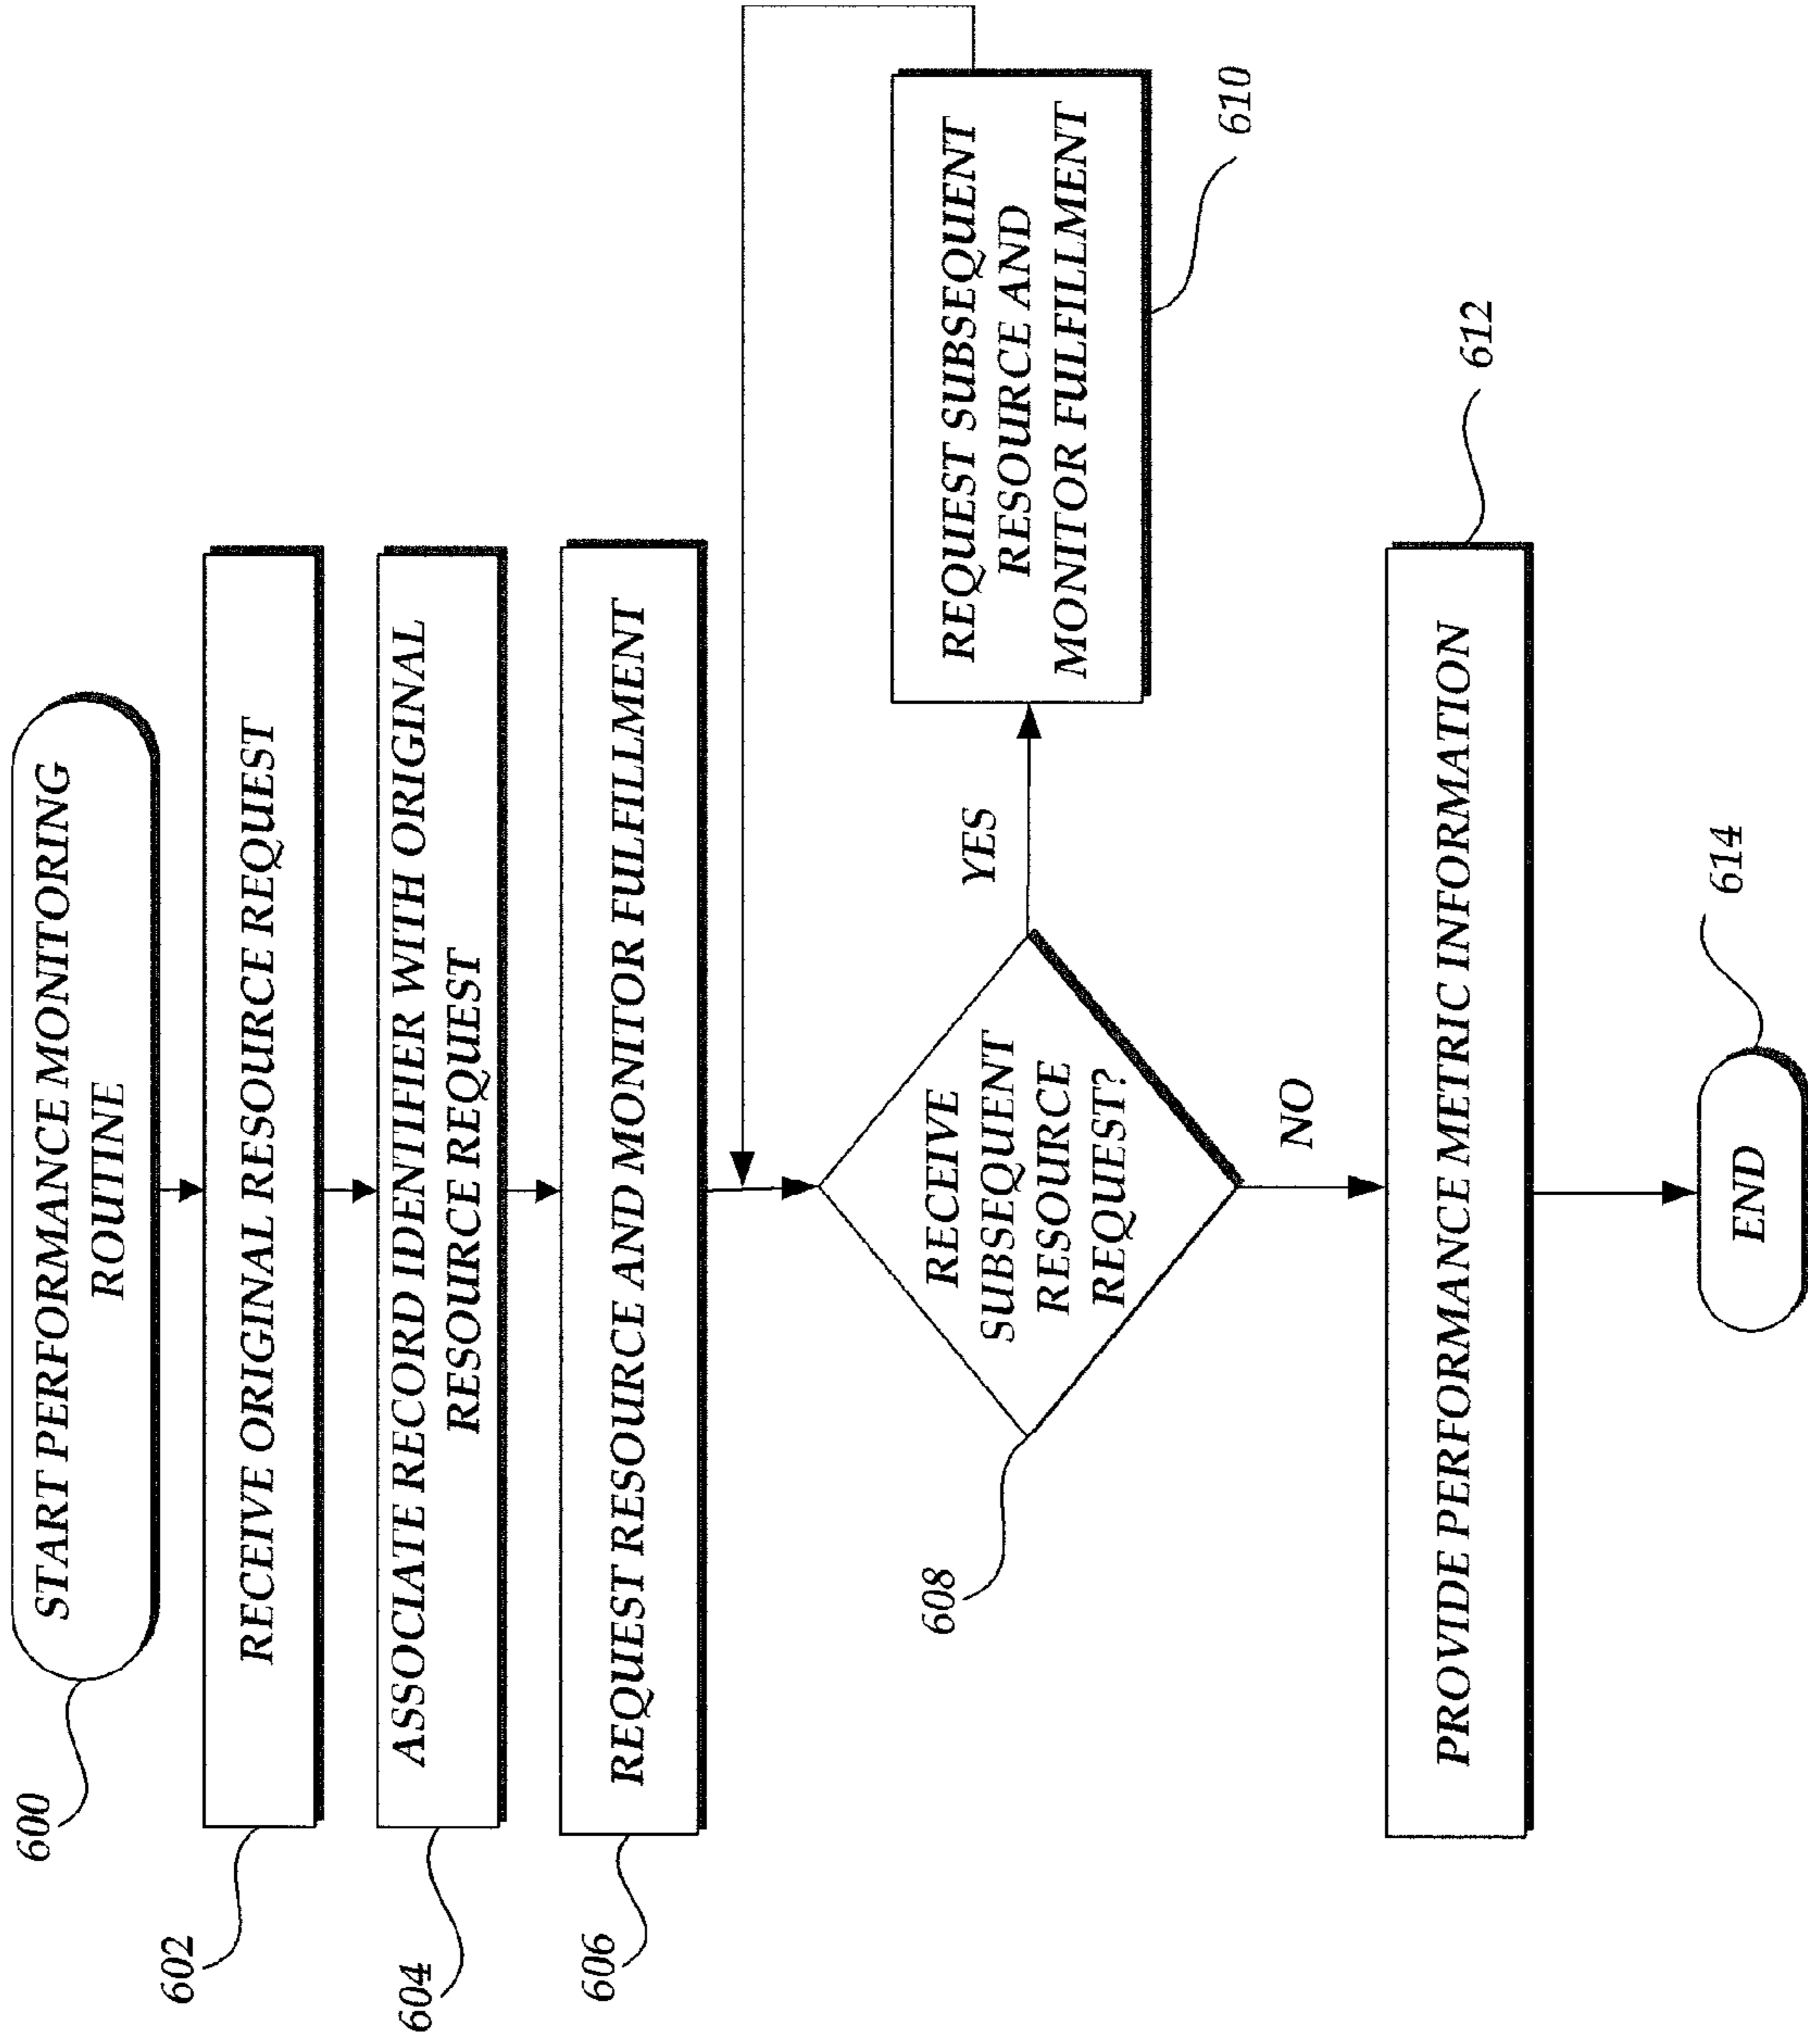 600
START PERFORMANCE MONITORING
ROUTINE
602
RECEIVE ORIGINAL RESOURCE REQUEST
604
ASSOCIATE RECORD IDENTIFIER WITH ORIGINAL
RESOURCE REQUEST
606
REQUEST RESOURCE AND MONITOR FULFILLMENT
608
RECEIVE
SUBSEQUENT
RESOURCE
REQUEST?
YES
REQUEST SUBSEQUENT
RESOURCE AND
MONITOR FULFILLMENT
610
NO
PROVIDE PERFORMANCE METRIC INFORMATION
612
END
614